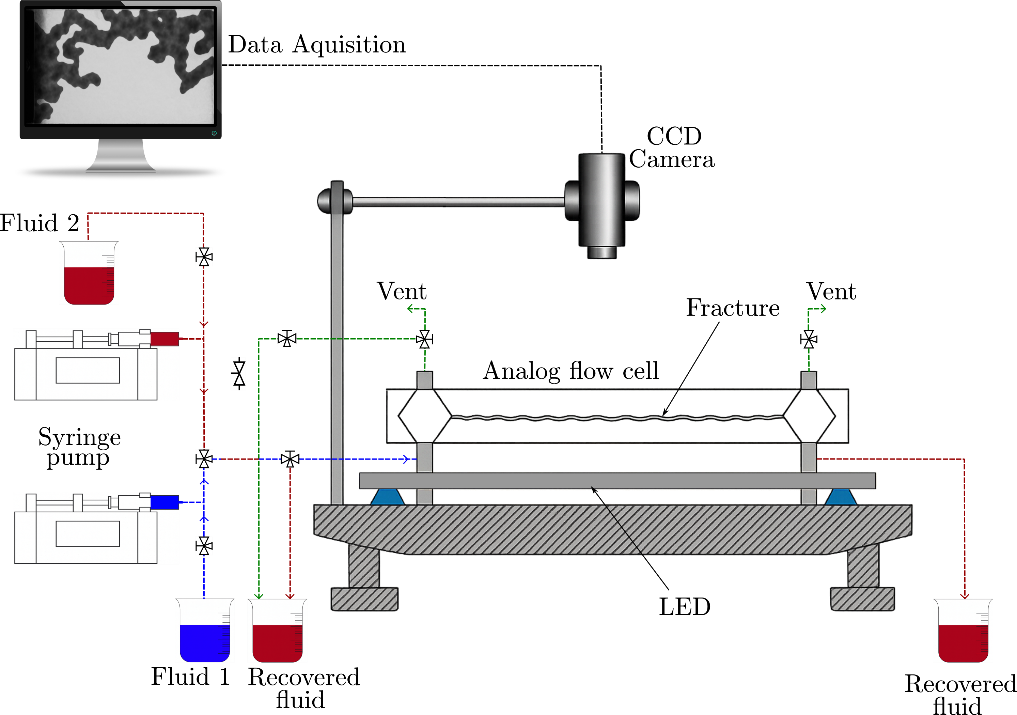 Data Aquisition
CCD
Camera
Fluid 2
Vent
Vent
Fracture
Analog flow cell
Syringe
pump
LED
Fluid 1
Recovered
fluid
Recovered
fluid